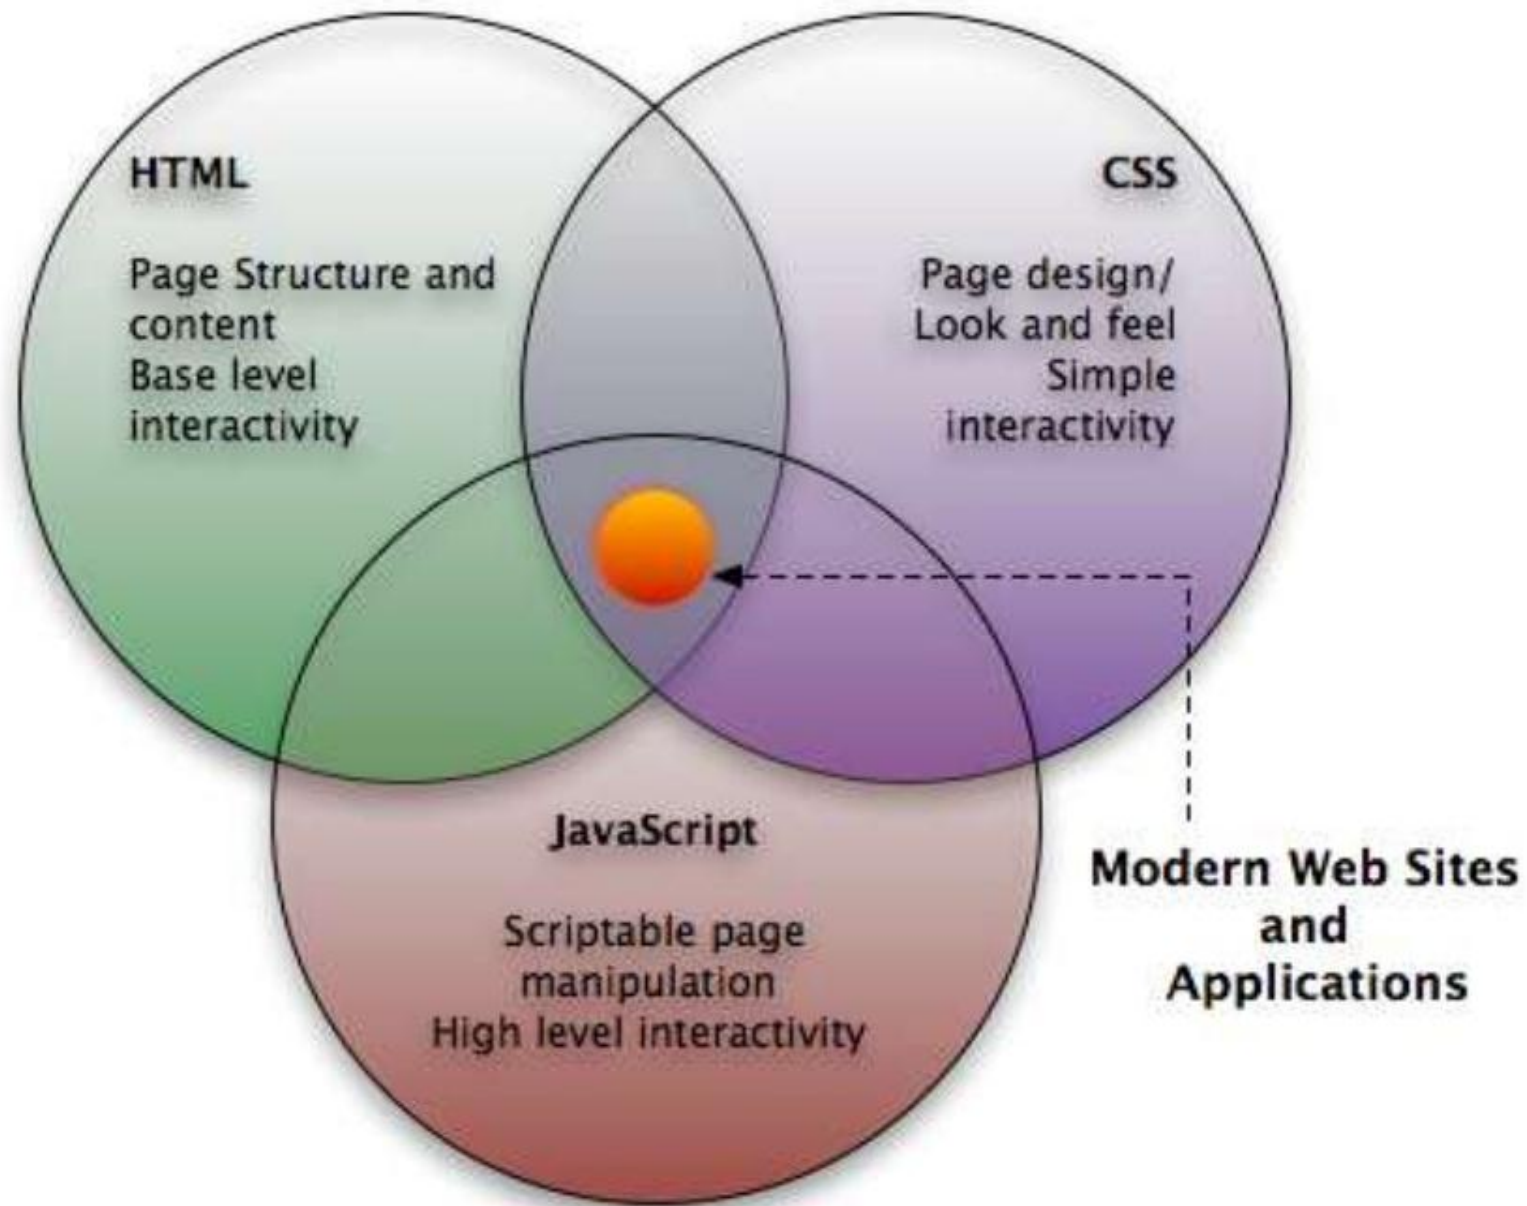 HTML
Page Structure and
content
Base level
interactivity
CSS
Page design/
Look and feel
Simple
interactivity
JavaScript
Scriptable page
manipulation
High level interactivity
Modern Web Sites
and
Applications